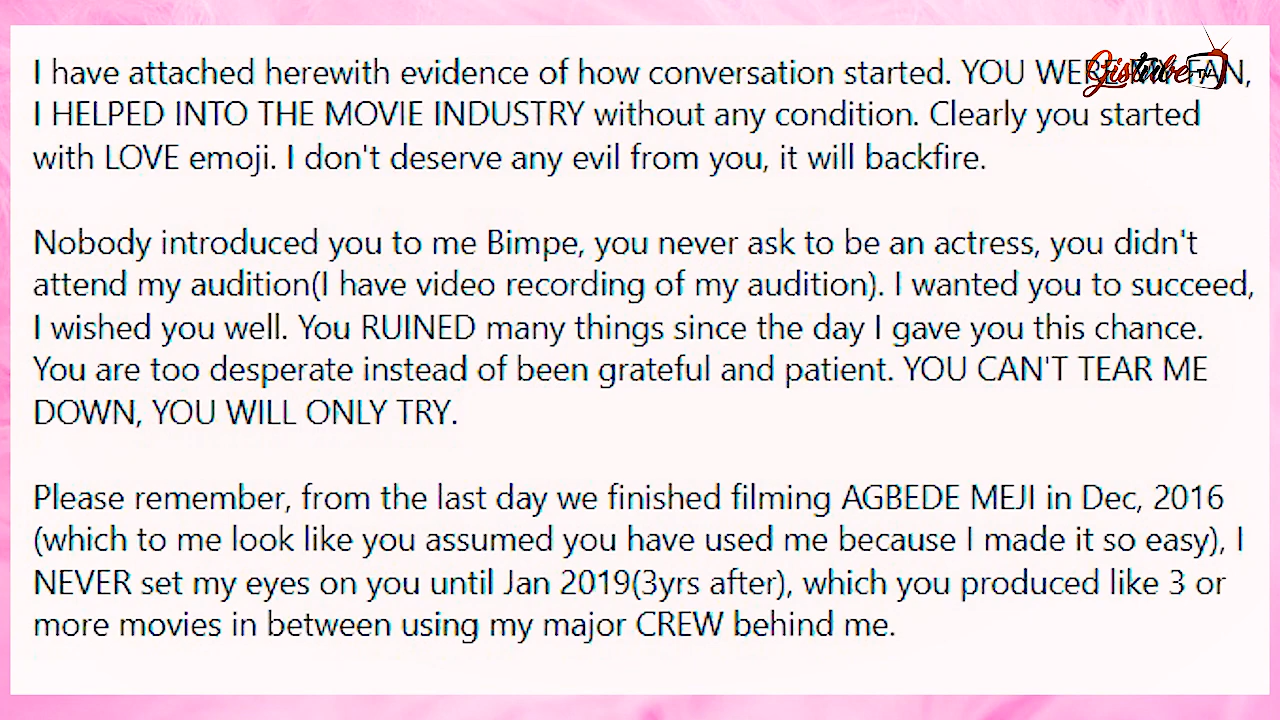 I have attached herewith evidence of how conversation started. YOU WERE MY FAN,
I HELPED INTO THE MOVIE INDUSTRY without any condition. Clearly you started
with LOVE emoji. I don't deserve any evil from you, it will backfire.
Nobody introduced you to me Bimpe, you never ask to be an actress, you didn't
attend my audition(I have video recording of my audition). I wanted you to succeed,
I wished you well. You RUINED many things since the day I gave you this chance.
You are too desperate instead of been grateful and patient. YOU CAN'T TEAR ME
DOWN, YOU WILL ONLY TRY.
Please remember, from the last day we finished filming AGBEDE MEJI in Dec, 2016
(which to me look like you assumed you have used me because I made it so easy), I
NEVER set my eyes on you until Jan 2019(3yrs after), which you produced like 3 or
more movies in between using my major CREW behind me.
Gistube TV